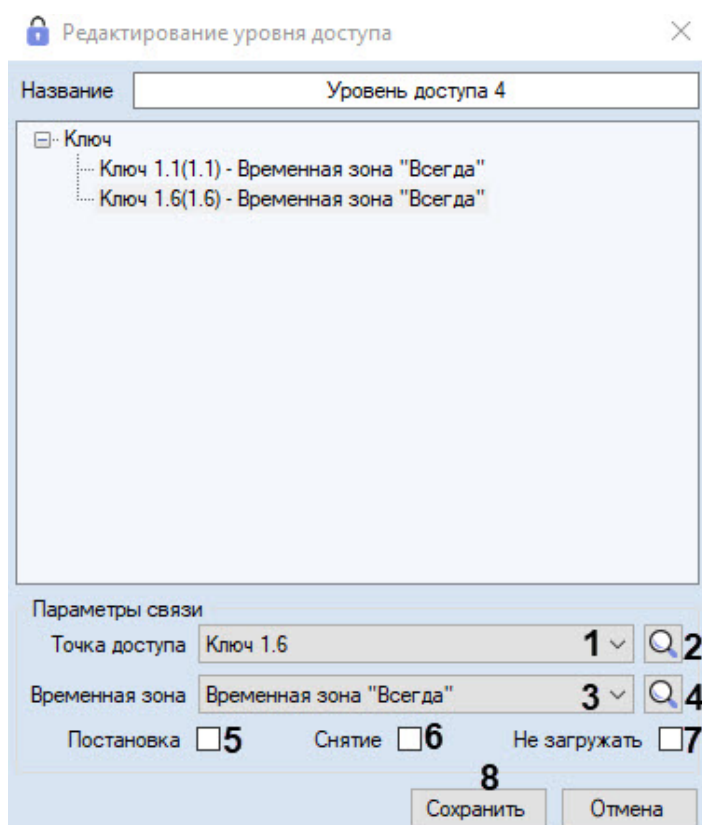 Редактирование уровня доступа
Название Уровень доступа 4
Ключ
Ключ 1.1(1.1) - Временная зона "Всегда"
Ключ 1.6(1.6) - Временная зона "Всегда"
Параметры связи
Точка доступа Ключ 1.6 1 2
Временная зона Временная зона "Всегда" 3 4
Постановка 5 Снятие 6 Не загружать 7
8
Сохранить Отмена